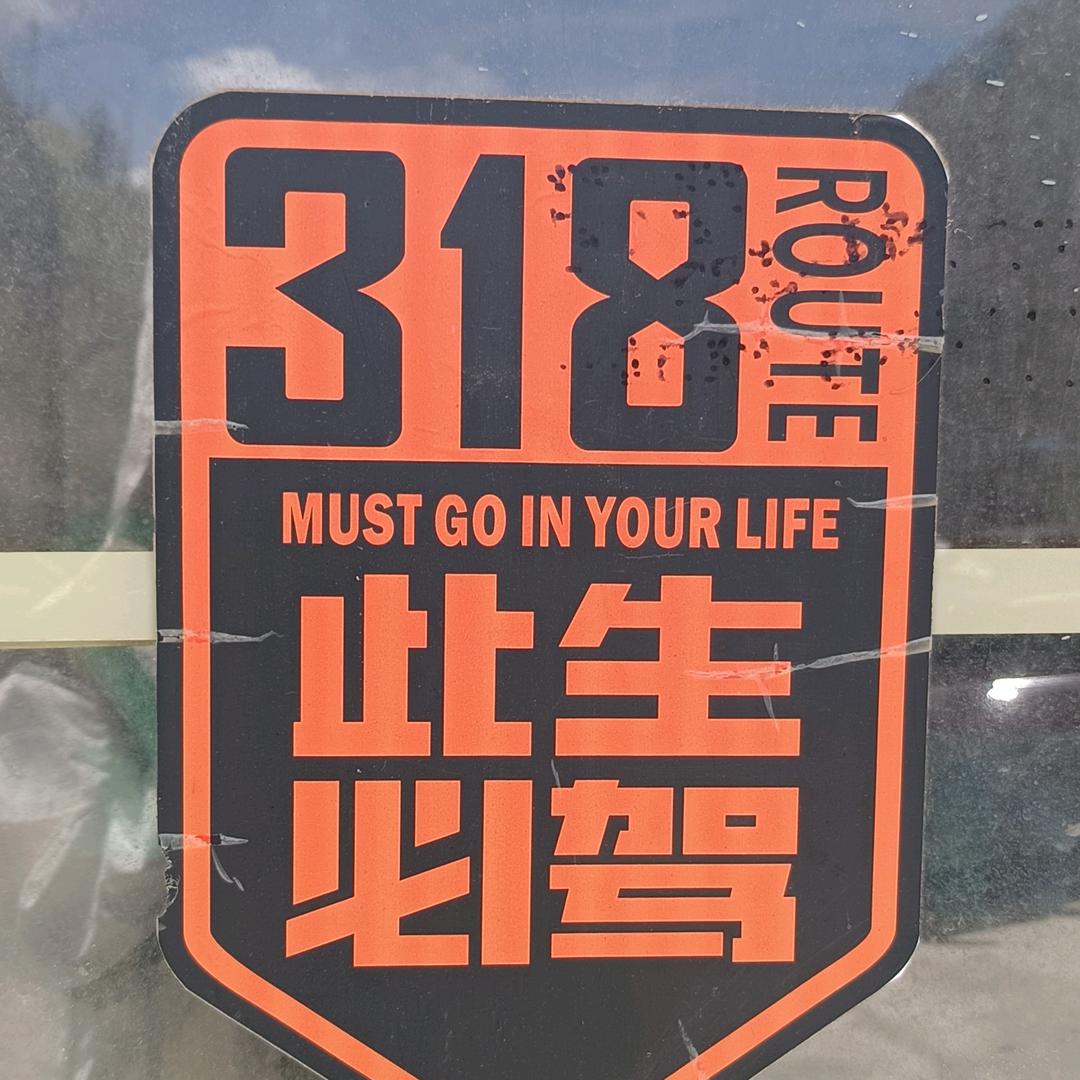 318
ROUTE
MUST GO IN YOUR LIFE
此生
必驾